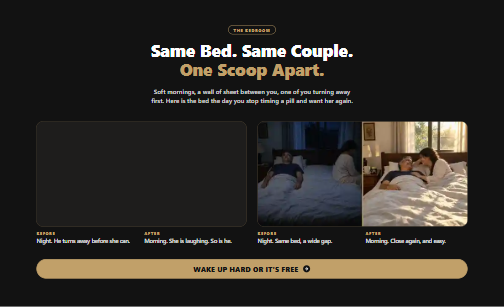 THE BEDROOM
Same Bed. Same Couple.
One Scoop Apart.
Soft mornings, a wall of sheet between you, one of you turning away
first. Here is the bed the day you stop timing a pill and want her again.
BEFORE
Night. He turns away before she can.
AFTER
Morning. She is laughing. So is he.
BEFORE
Night. Same bed, a wide gap.
AFTER
Morning. Close again, and easy.
WAKE UP HARD OR IT'S FREE